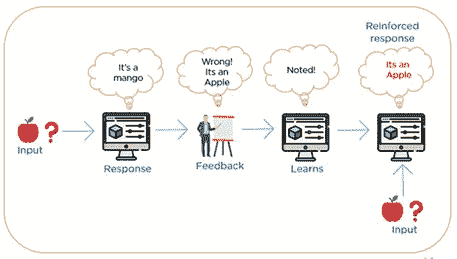 Reinforced
response
It's a
mango
Wrong!
Its an
Apple
Noted!
Its an
Apple
?
Input
Response
Feedback
Learns
?
Input